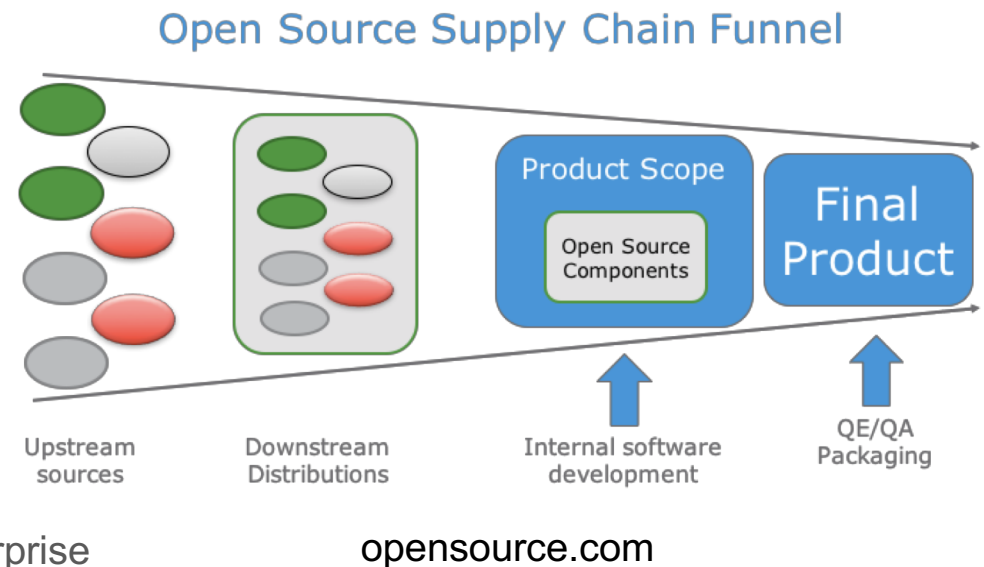 Open Source Supply Chain Funnel
Product Scope
Open Source
Components
Final
Product
Upstream
sources
Downstream
Distributions
Internal software
development
QE/QA
Packaging
rprise
opensource.com